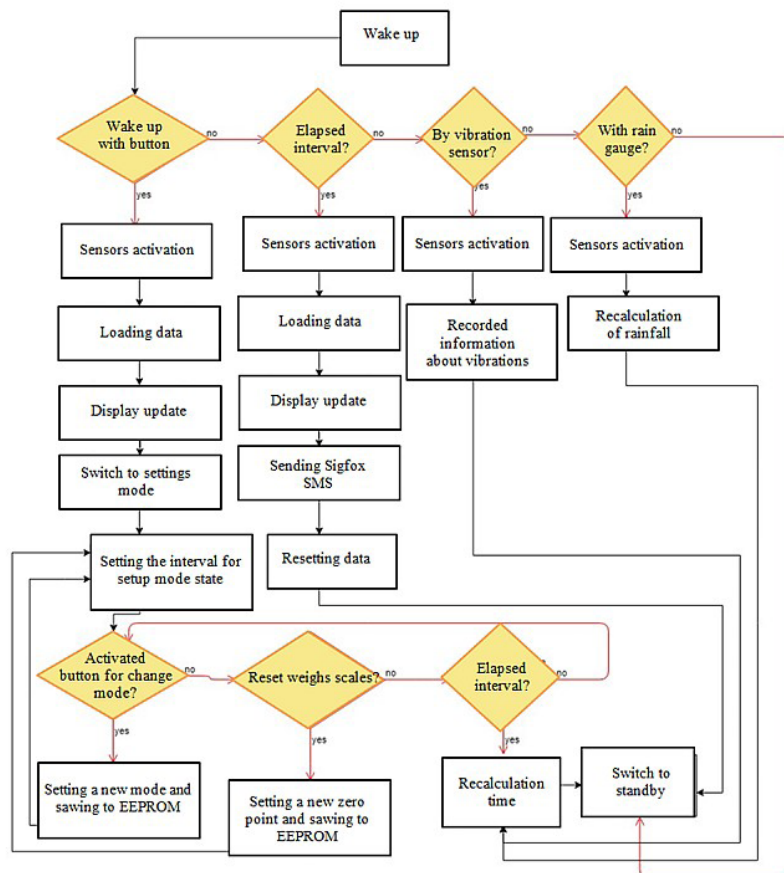 Wake up
Wake up
with button
no
Elapsed
interval?
no
By vibration
sensor?
no
With rain
gauge?
no
yes
yes
yes
yes
Sensors activation
Sensors activation
Sensors activation
Sensors activation
Loading data
Loading data
Recorded
information
about vibrations
Recalculation
of rainfall
Display update
Display update
Switch to settings
mode
Sending Sigfox
SMS
Setting the interval for
setup mode state
Resetting data
Activated
button for change
mode?
no
Reset weighs scales?
no
Elapsed
interval?
no
yes
yes
yes
Setting a new mode and
sawing to EEPROM
Setting a new zero
point and sawing to
EEPROM
Recalculation
time
Switch to
standby